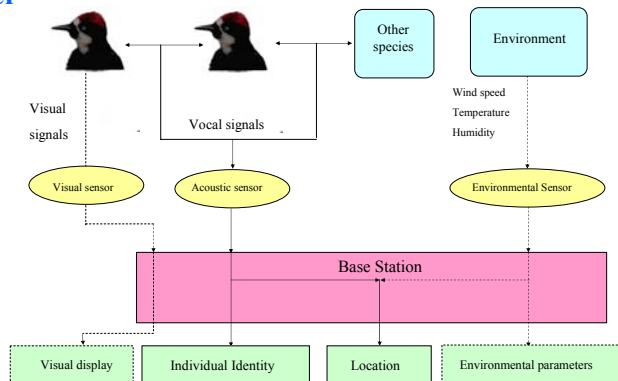 Other
species
Environment
Visual
signals
Vocal signals
Wind speed
Temperature
Humidity
Visual sensor
Acoustic sensor
Environmental Sensor
Base Station
Visual display
Individual Identity
Location
Environmental parameters